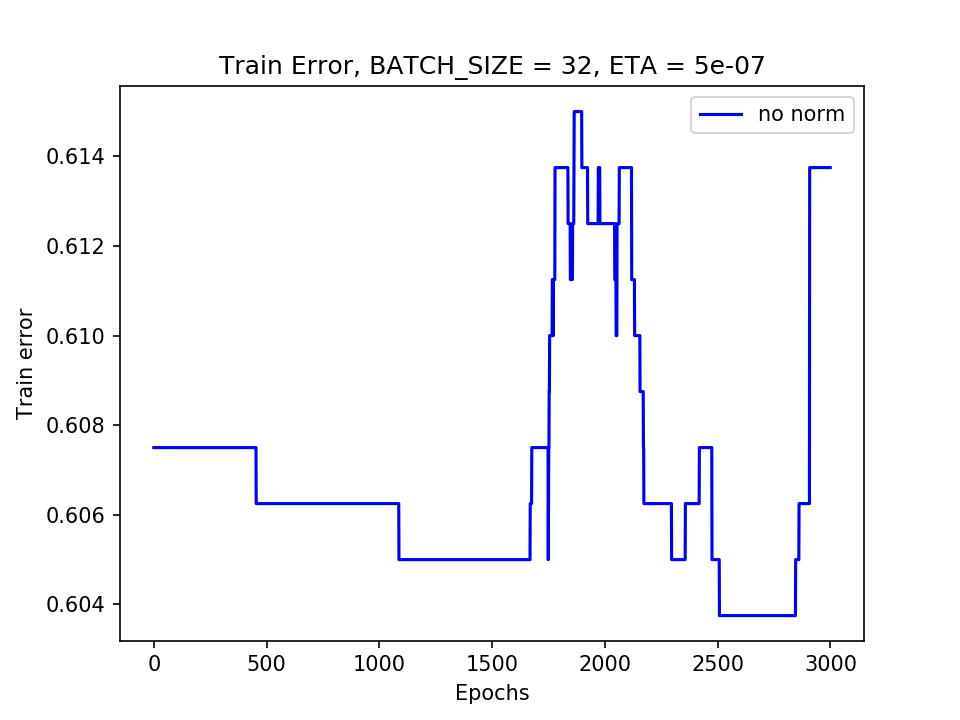 Train Error, BATCH_SIZE = 32, ETA = 5e-07
no norm
0.614
0.612
0.610
0.608
0.606
0.604
Train error
0 500 1000 1500 2000 2500 3000
Epochs